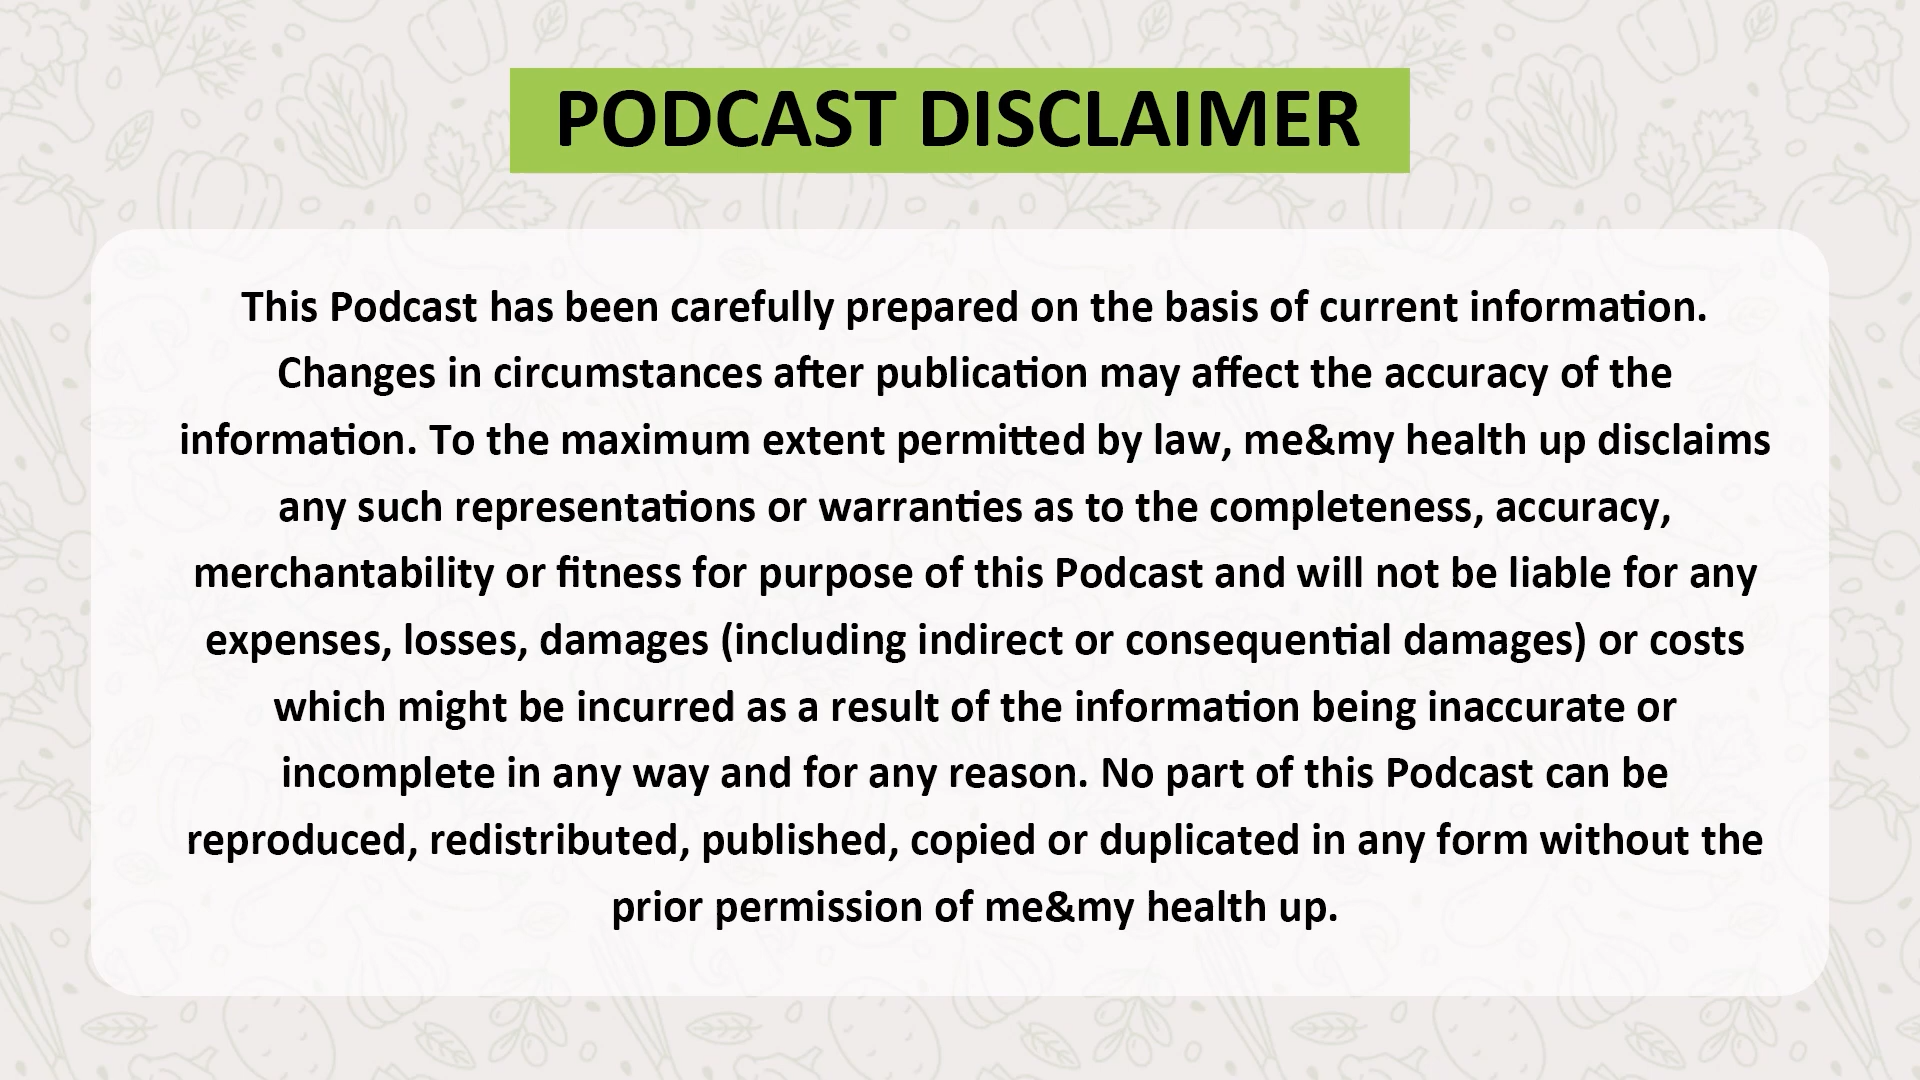 PODCAST DISCLAIMER
This Podcast has been carefully prepared on the basis of current information.
Changes in circumstances after publication may affect the accuracy of the
information. To the maximum extent permitted by law, me&my health up disclaims
any such representations or warranties as to the completeness, accuracy,
merchantability or fitness for purpose of this Podcast and will not be liable for any
expenses, losses, damages (including indirect or consequential damages) or costs
which might be incurred as a result of the information being inaccurate or
incomplete in any way and for any reason. No part of this Podcast can be
reproduced, redistributed, published, copied or duplicated in any form without the
prior permission of me&my health up.